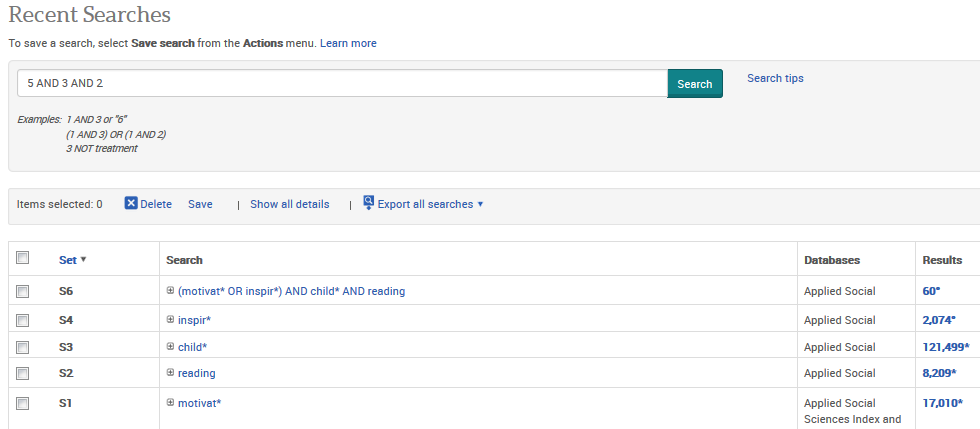 Recent Searches
To save a search, select Save search from the Actions menu. Learn more
5 AND 3 AND 2 Search Search tips
Examples: 1 AND 3 or "6"
(1 AND 3) OR (1 AND 2)
3 NOT treatment
Items selected: 0 Delete Save | Show all details | Export all searches
Set Search Databases Results
S6 (motivat* OR inspir*) AND child* AND reading Applied Social 60°
S4 inspir* Applied Social 2,074*
S3 child* Applied Social 121,499*
S2 reading Applied Social 8,209*
S1 motivat* Applied Social 17,010*
Sciences Index and